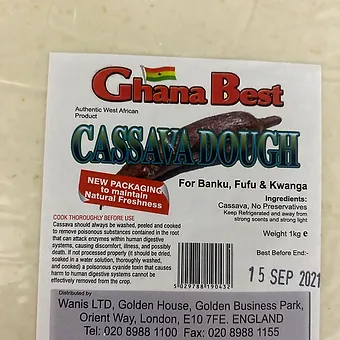 Ghana Best
Authentic West African
Product
CASSAVA DOUGH
NEW PACKAGING
to maintain
Natural Freshness
For Banku, Fufu & Kwanga
Ingredients:
Cassava, No Preservatives
Keep Refrigerated and away from
strong scents and strong light
Weight 1kg e
COOK THOROUGHLY BEFORE USE
Cassava should always be washed, peeled and cooked
to remove poisonous substances contained in the root
that can attack enzymes within human digestive
systems, causing discomfort, illness, and possibly
death. If not processed properly (it should be dried,
soaked in a water solution, thoroughly washed,
and cooked) a poisonous cyanide toxin that causes
harm to human digestive systems cannot be
effectively removed from the crop.
5 029788 190432
Best Before End:-
15 SEP 2021
Imported by
Wanis LTD, Golden House, Golden Business Park,
Orient Way, London, E10 7FE. ENGLAND
Tel: 020 8988 1100 Fax: 020 8988 1155